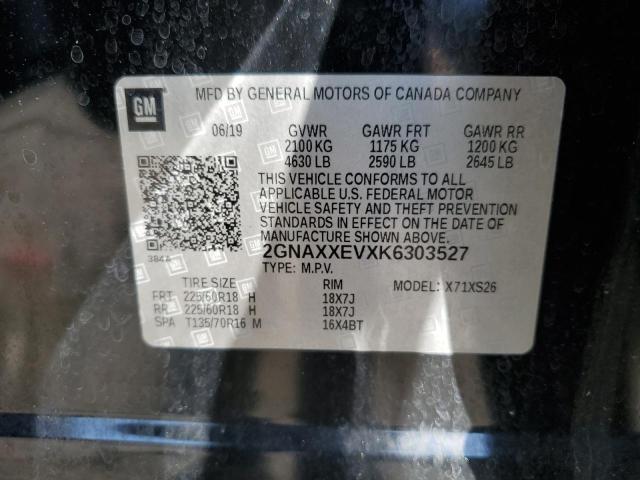 GM
MFD BY GENERAL MOTORS OF CANADA COMPANY
06/19 GVWR GAWR FRT GAWR RR
2100 KG 1175 KG 1200 KG
4630 LB 2590 LB 2645 LB
THIS VEHICLE CONFORMS TO ALL
APPLICABLE U.S. FEDERAL MOTOR
VEHICLE SAFETY AND THEFT PREVENTION
STANDARDS IN EFFECT ON THE DATE OF
MANUFACTURE SHOWN ABOVE.
384A
2GNAXXEVXK6303527
TYPE: M.P.V. MODEL: X71XS26
TIRE SIZE RIM
FRT 225/60R18 H 18X7J
RR 225/60R18 H 18X7J
SPA T135/70R16 M 16X4BT